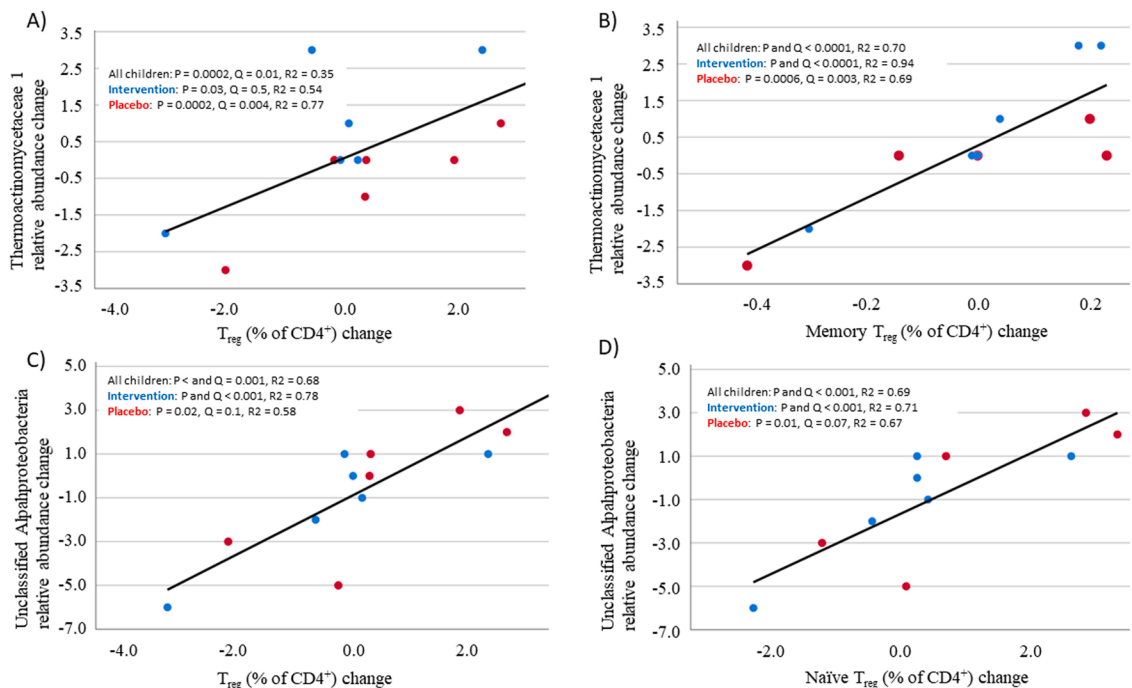 A)
Thermoactinomycetaceae 1
relative abundance change
3.5
2.5
1.5
0.5
-0.5
-1.5
-2.5
-3.5
All children: P = 0.0002, Q = 0.01, R2 = 0.35
Intervention: P = 0.03, Q = 0.5, R2 = 0.54
Placebo: P = 0.0002, Q = 0.004, R2 = 0.77
-4.0
-2.0
0.0
2.0
Treg (% of CD4+) change
B)
Thermoactinomycetaceae 1
relative abundance change
3.5
2.5
1.5
0.5
-0.5
-1.5
-2.5
-3.5
All children: P and Q < 0.0001, R2 = 0.70
Intervention: P and Q < 0.0001, R2 = 0.94
Placebo: P = 0.0006, Q = 0.003, R2 = 0.69
-0.4
-0.2
0.0
0.2
Memory Treg (% of CD4+) change
C)
Unclassified Alpahproteobacteria
relative abundance change
5.0
3.0
1.0
-1.0
-3.0
-5.0
-7.0
All children: P < and Q = 0.001, R2 = 0.68
Intervention: P and Q < 0.001, R2 = 0.78
Placebo: P = 0.02, Q = 0.1, R2 = 0.58
-4.0
-2.0
0.0
2.0
Treg (% of CD4+) change
D)
Unclassified Alpahproteobacteria
relative abundance change
5.0
3.0
1.0
-1.0
-3.0
-5.0
-7.0
All children: P and Q < 0.001, R2 = 0.69
Intervention: P and Q < 0.001, R2 = 0.71
Placebo: P = 0.01, Q = 0.07, R2 = 0.67
-2.0
0.0
2.0
Naïve Treg (% of CD4+) change